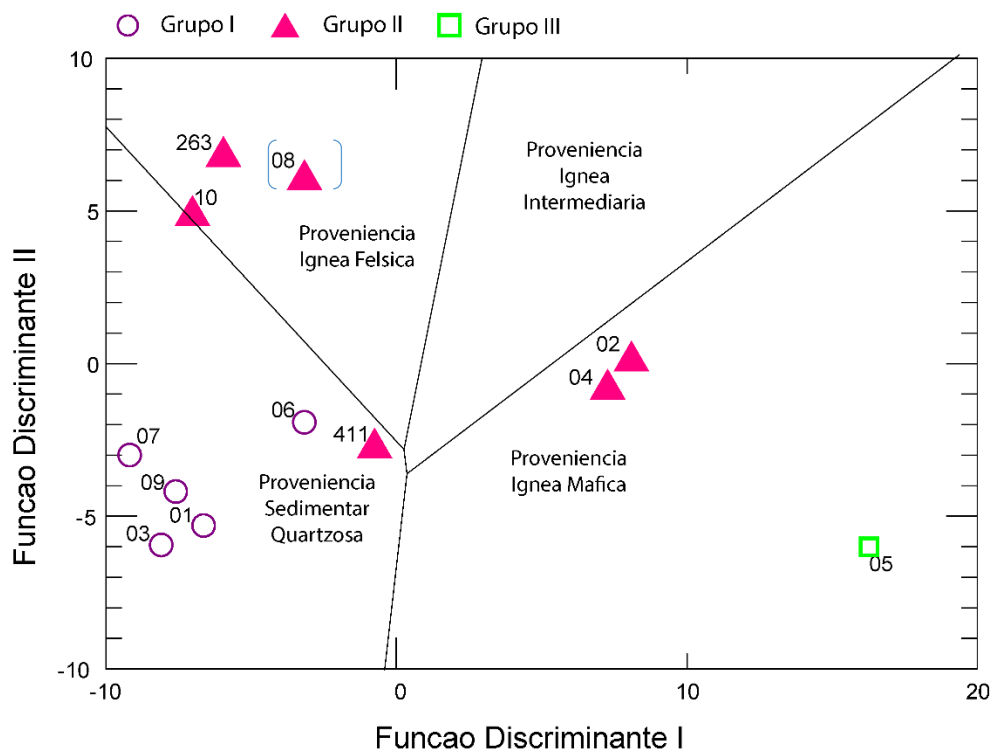 Grupo I Grupo II Grupo III
10
5
0
-5
-10
-10 0 10 20
Funcao Discriminante II
Funcao Discriminante I
263
08
10
Proveniencia
Ignea Felsica
Proveniencia
Ignea
Intermediaria
02
04
06
411
07
09
01
03
Proveniencia
Sedimentar
Quartzosa
Proveniencia
Ignea Mafica
05